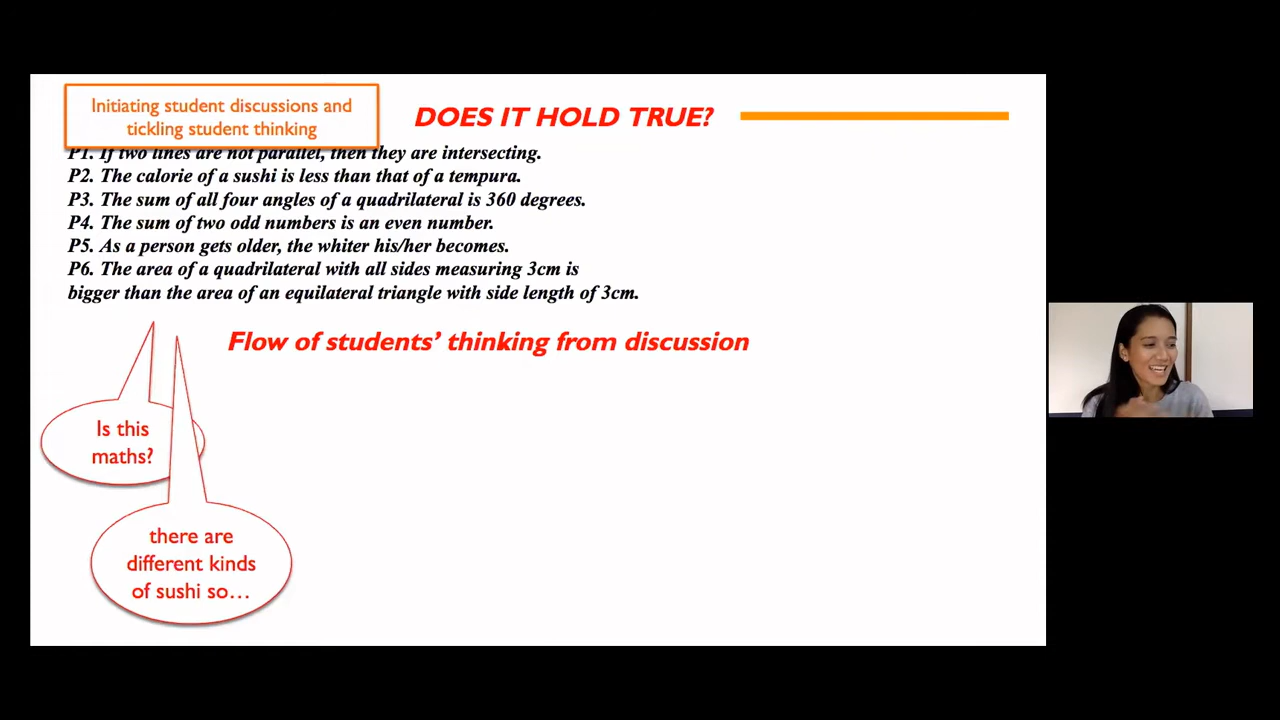 Initiating student discussions and
tickling student thinking
DOES IT HOLD TRUE?
P1. If two lines are not parallel, then they are intersecting.
P2. The calorie of a sushi is less than that of a tempura.
P3. The sum of all four angles of a quadrilateral is 360 degrees.
P4. The sum of two odd numbers is an even number.
P5. As a person gets older, the whiter his/her becomes.
P6. The area of a quadrilateral with all sides measuring 3cm is
bigger than the area of an equilateral triangle with side length of 3cm.
Flow of students’ thinking from discussion
Is this
maths?
there are
different kinds
of sushi so…